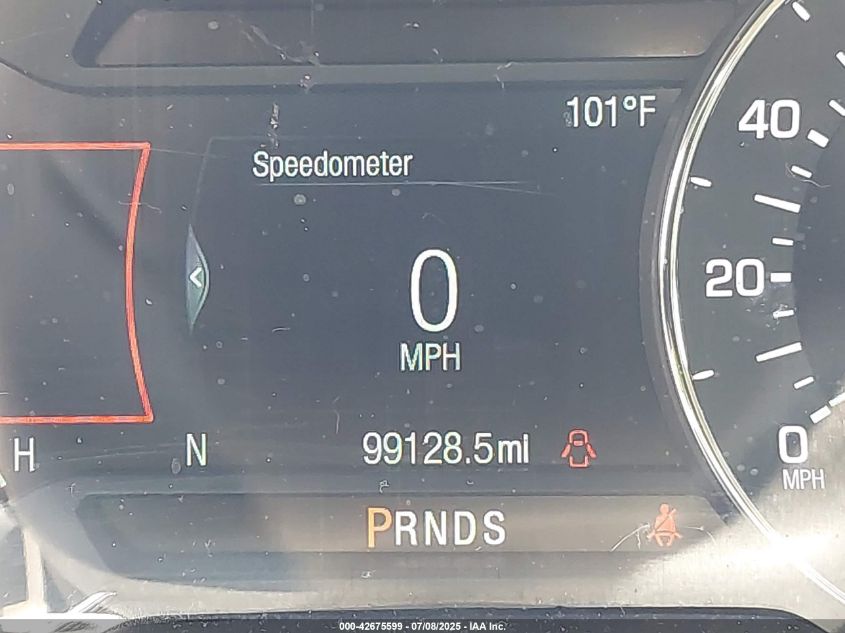 101°F
40
Speedometer
20
<
0
MPH
H
N
99128.5mi
0
MPH
PRNDS
000-42675599 - 07/08/2025 - IAA Inc.